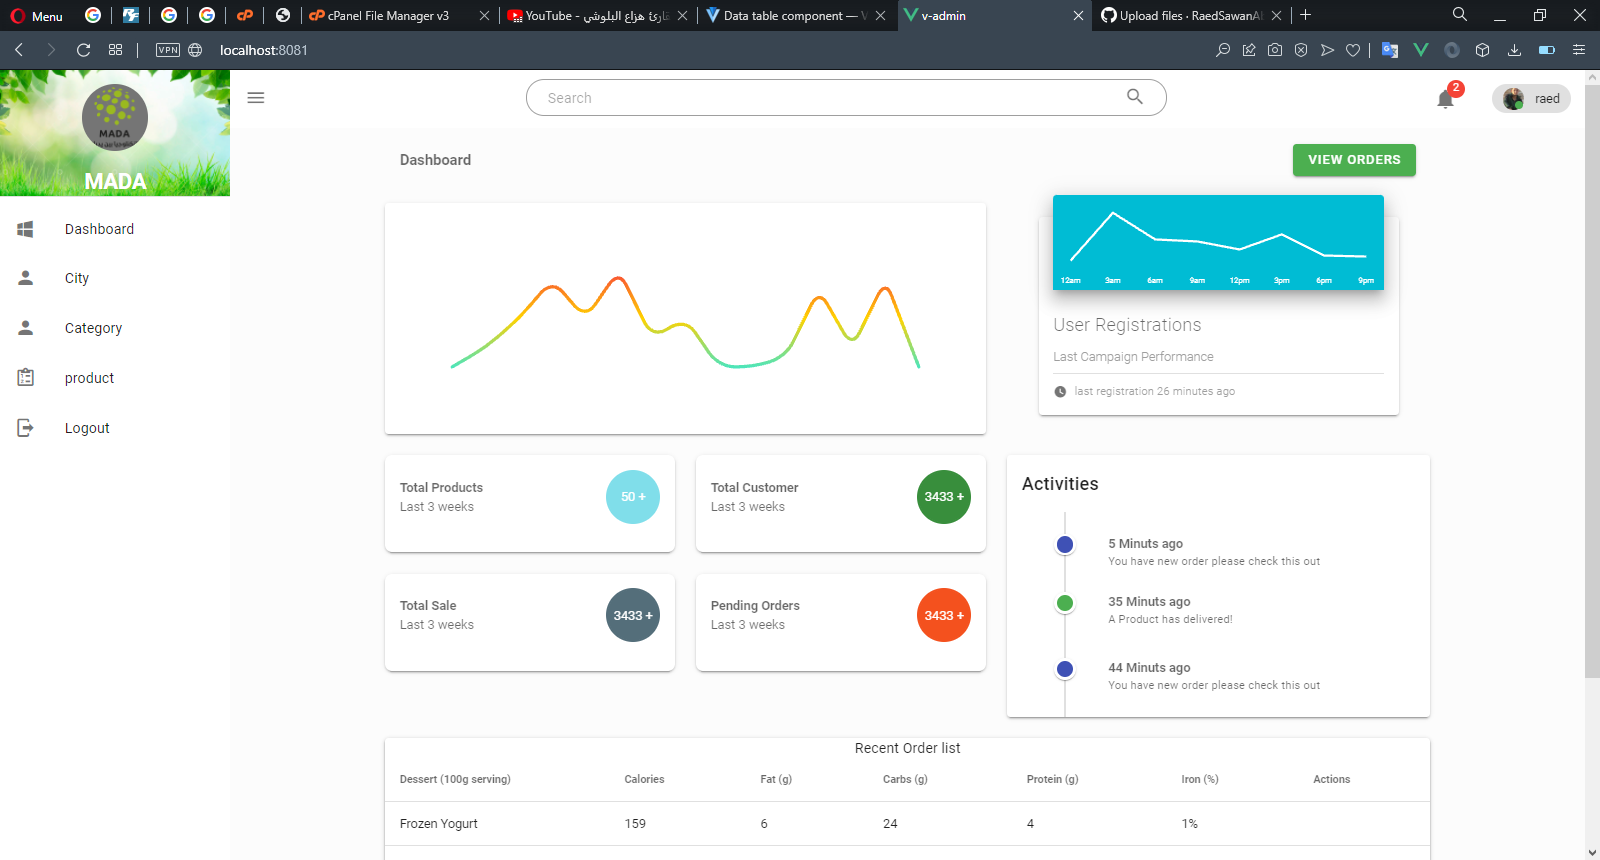 Menu
cPanel File Manager v3
YouTube - قارئ هزاع البلوشي
Data table component — V
v-admin
Upload files · RaedSawanAl
VPN
localhost:8081
MADA
MADA
Search
2
raed
Dashboard
City
Category
product
Logout
Dashboard
VIEW ORDERS
12am 3am 6am 9am 12pm 3pm 6pm 9pm
User Registrations
Last Campaign Performance
last registration 26 minutes ago
Total Products
Last 3 weeks
50 +
Total Customer
Last 3 weeks
3433 +
Total Sale
Last 3 weeks
3433 +
Pending Orders
Last 3 weeks
3433 +
Activities
5 Minuts ago
You have new order please check this out
35 Minuts ago
A Product has delivered!
44 Minuts ago
You have new order please check this out
Recent Order list
Dessert (100g serving) Calories Fat (g) Carbs (g) Protein (g) Iron (%) Actions
Frozen Yogurt 159 6 24 4 1%